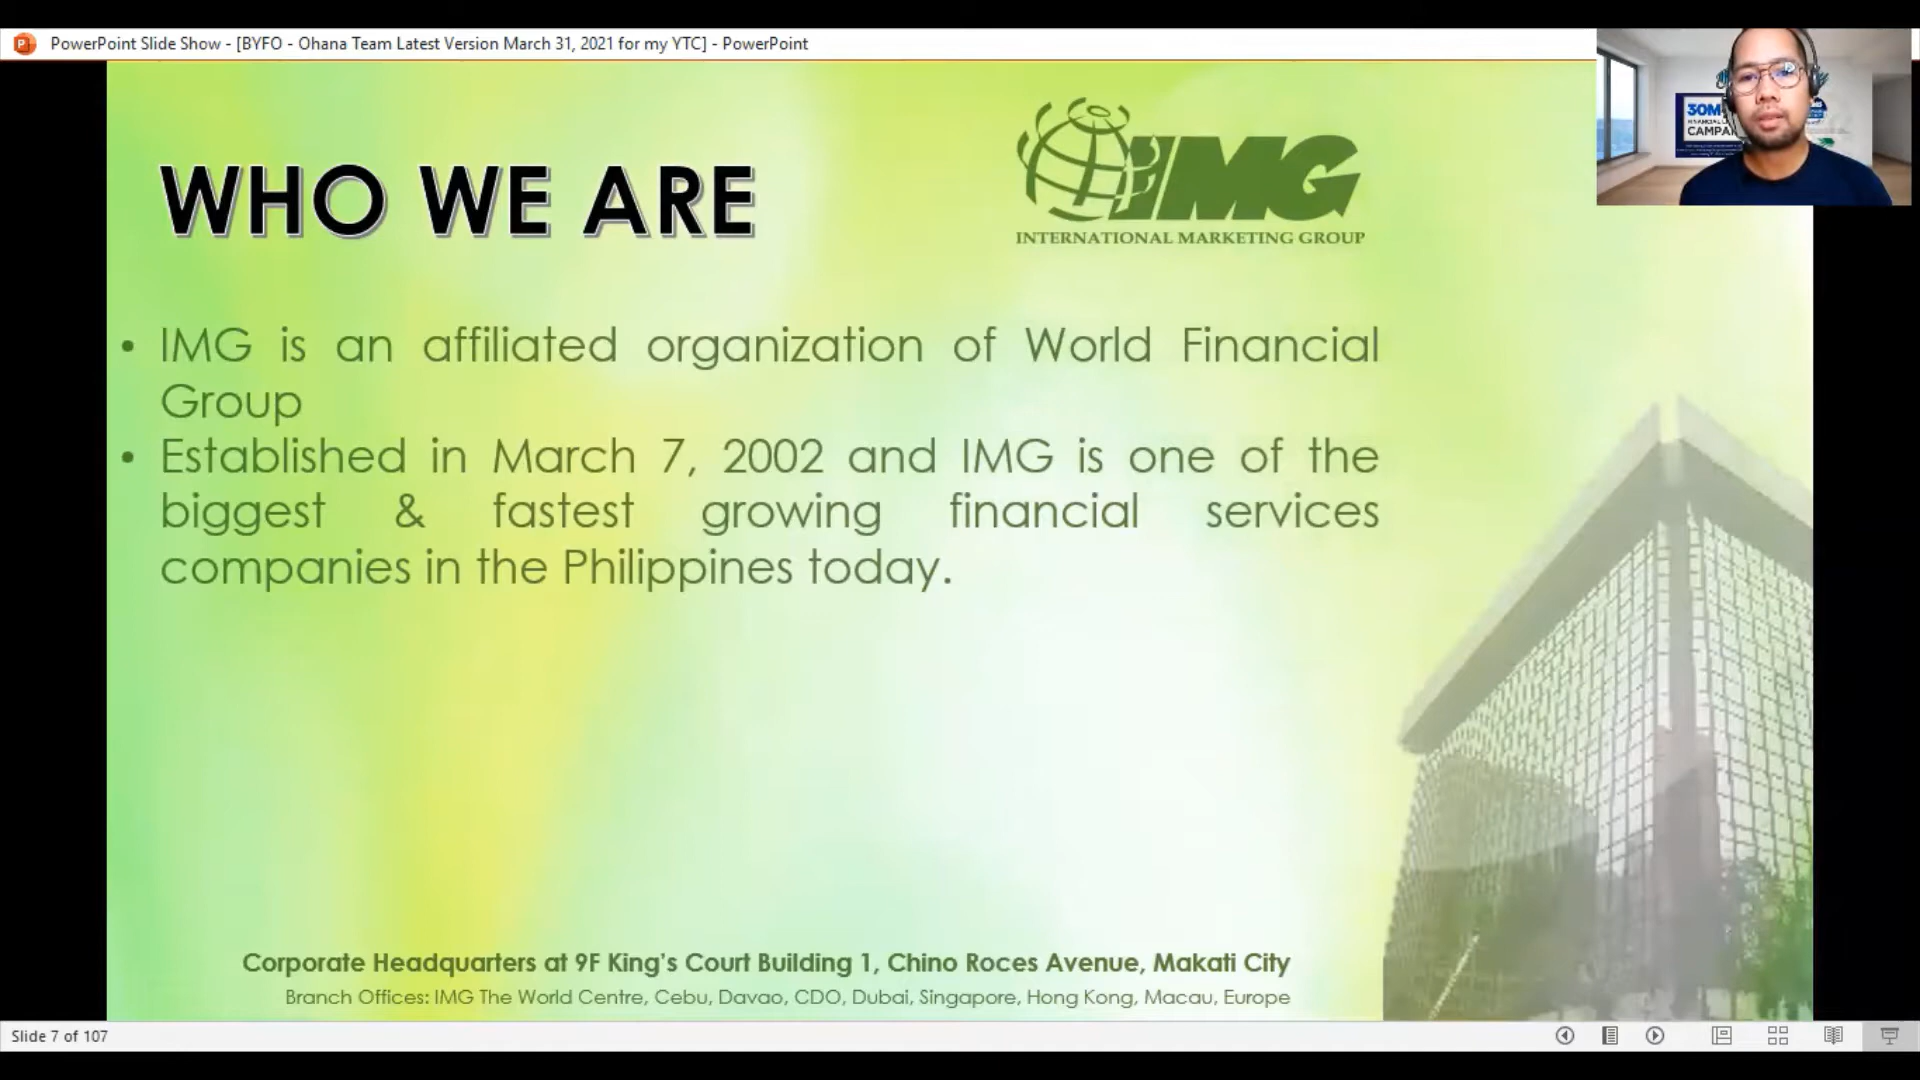 PowerPoint Slide Show - [BYFO - Ohana Team Latest Version March 31, 2021 for my YTC] - PowerPoint
30M
CAMPA
WHO WE ARE
IMG
INTERNATIONAL MARKETING GROUP
• IMG is an affiliated organization of World Financial
Group
• Established in March 7, 2002 and IMG is one of the
biggest & fastest growing financial services
companies in the Philippines today.
Corporate Headquarters at 9F King's Court Building 1, Chino Roces Avenue, Makati City
Branch Offices: IMG The World Centre, Cebu, Davao, CDO, Dubai, Singapore, Hong Kong, Macau, Europe
Slide 7 of 107